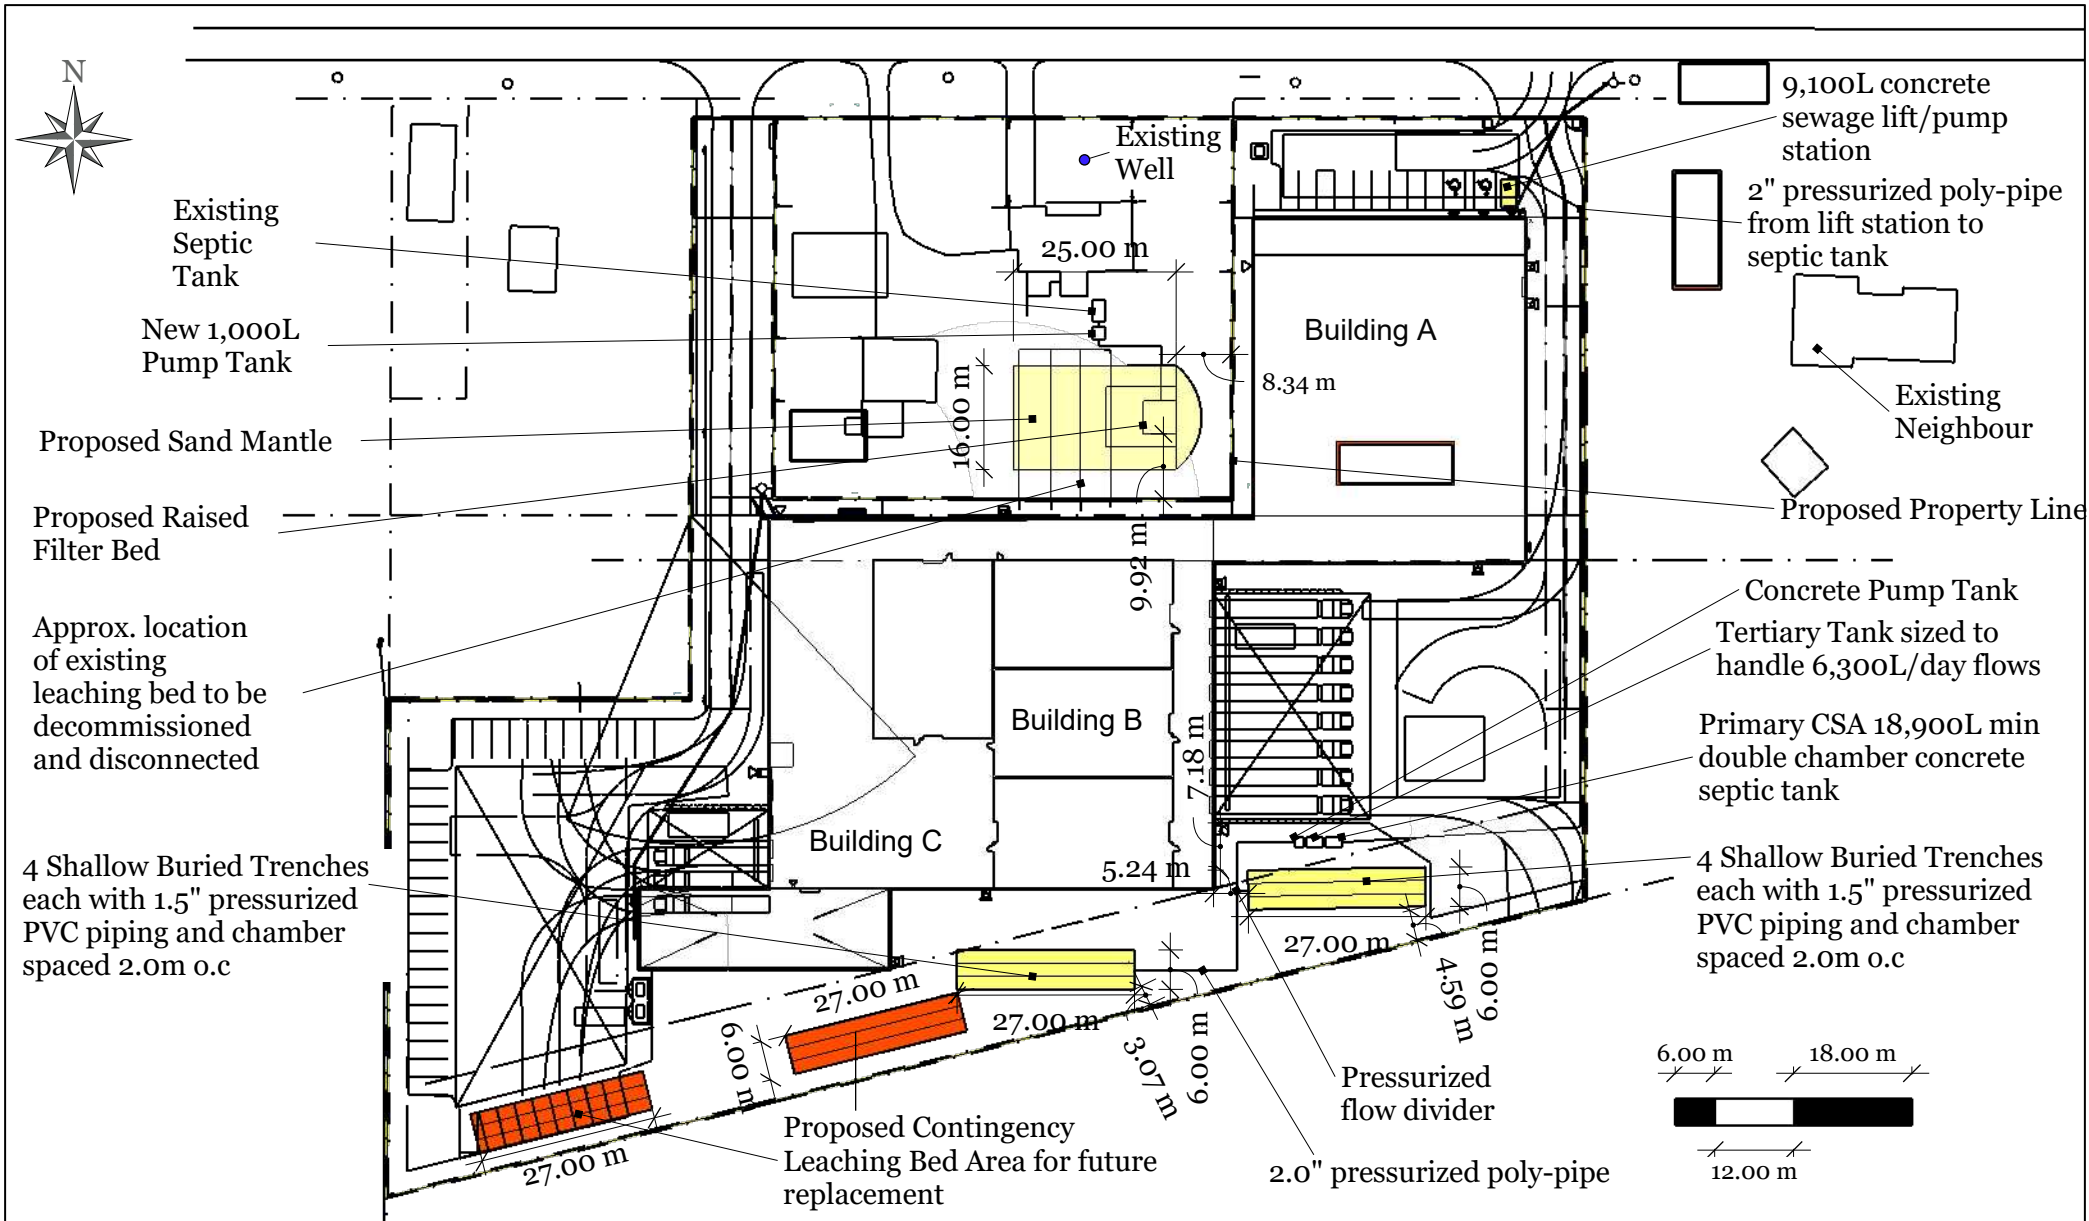 N
Existing
Septic
Tank
New 1,000L
Pump Tank
Proposed Sand Mantle
Proposed Raised
Filter Bed
Approx. location
of existing
leaching bed to be
decommissioned
and disconnected
4 Shallow Buried Trenches
each with 1.5" pressurized
PVC piping and chamber
spaced 2.0m o.c
Existing
Well
25.00 m
16.00 m
8.34 m
9.92 m
Building A
Building B
Building C
7.18 m
5.24 m
27.00 m
27.00 m
27.00 m
27.00 m
6.00 m
3.07 m
9.00 m
4.59 m
9.00 m
Proposed Contingency
Leaching Bed Area for future
replacement
Pressurized
flow divider
2.0" pressurized poly-pipe
9,100L concrete
sewage lift/pump
station
2" pressurized poly-pipe
from lift station to
septic tank
Existing
Neighbour
Proposed Property Line
Concrete Pump Tank
Tertiary Tank sized to
handle 6,300L/day flows
Primary CSA 18,900L min
double chamber concrete
septic tank
4 Shallow Buried Trenches
each with 1.5" pressurized
PVC piping and chamber
spaced 2.0m o.c
6.00 m
18.00 m
12.00 m